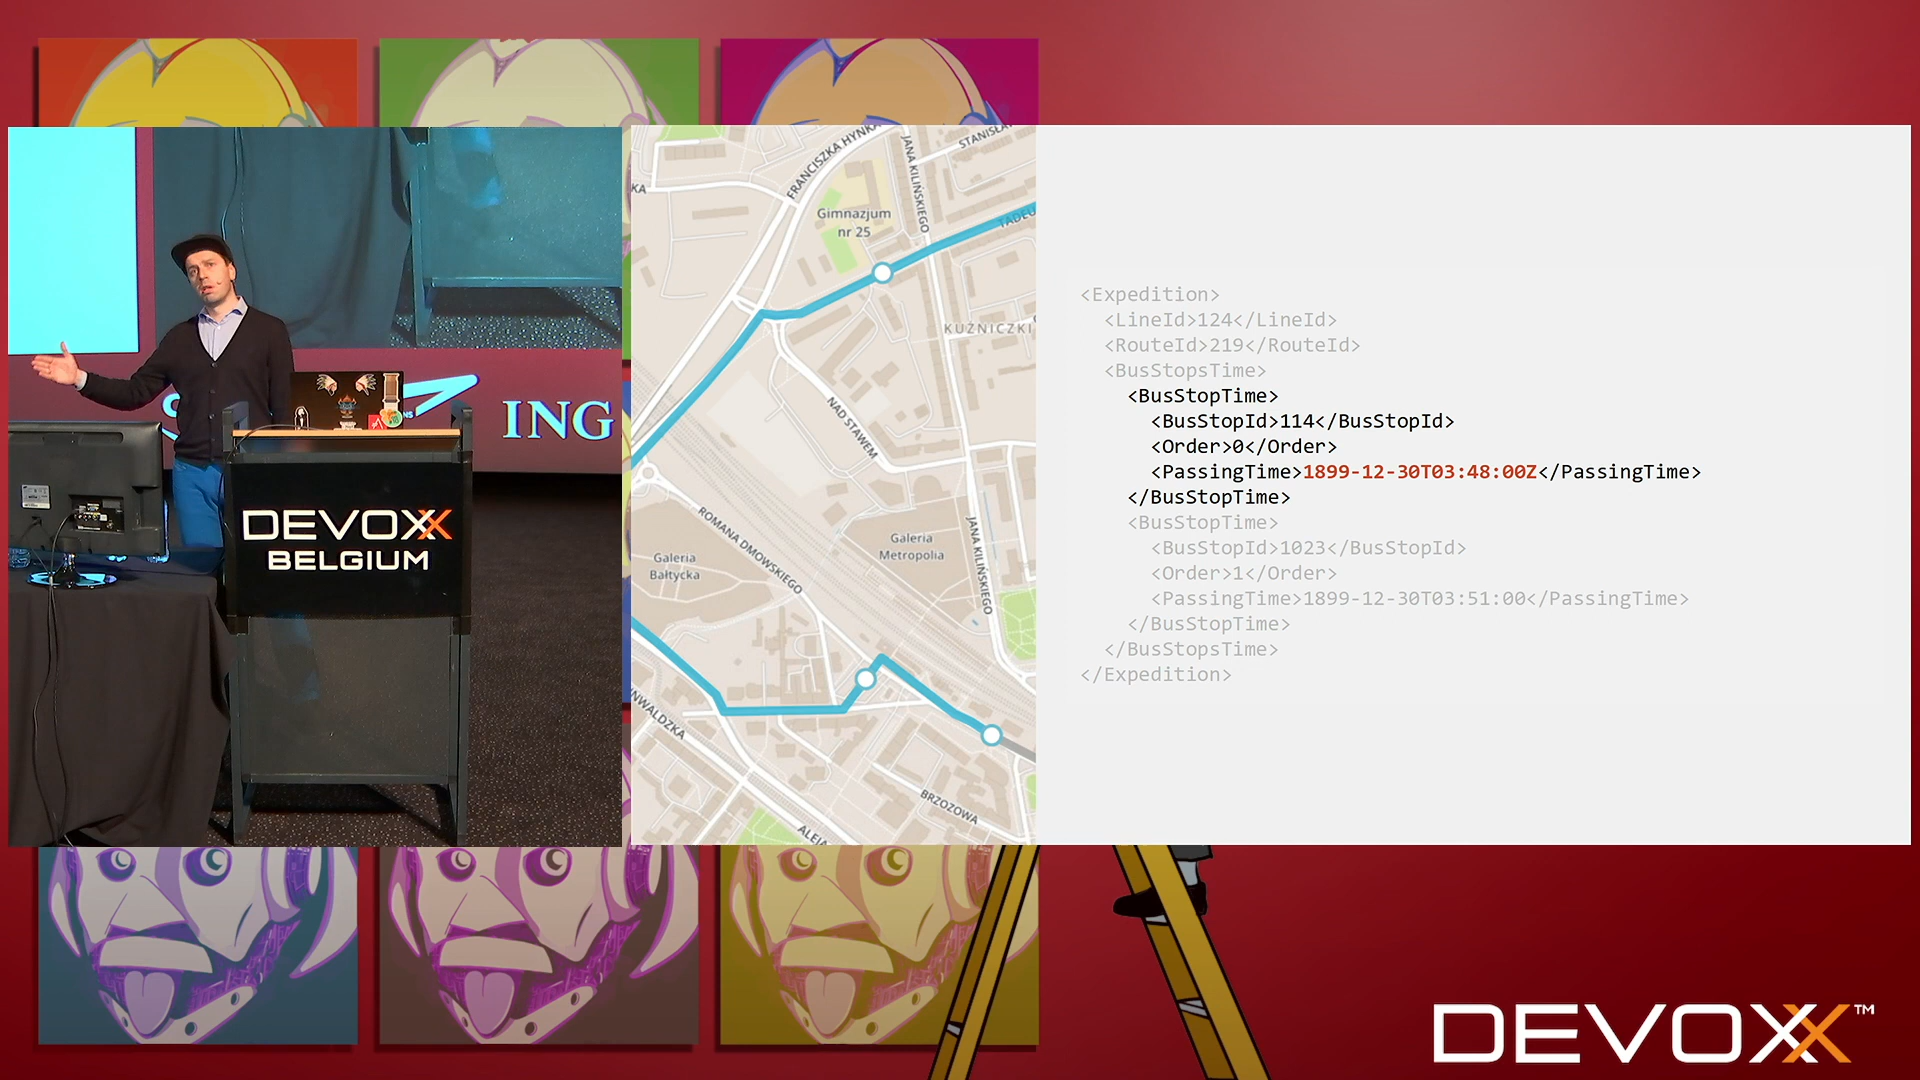 ING
DEVOXX
BELGIUM
FRANCISZKA HYNKA
JANA KILIŃSKIEGO
Gimnazjum
nr 25
KUŹNICZKI
NAD STAWEM
ROMANA DMOWSKIEGO
Galeria
Metropolia
JANA KILIŃSKIEGO
Galeria
Bałtycka
BRZOZOWA
<Expedition>
<LineId>124</LineId>
<RouteId>219</RouteId>
<BusStopsTime>
<BusStopTime>
<BusStopId>114</BusStopId>
<Order>0</Order>
<PassingTime>1899-12-30T03:48:00Z</PassingTime>
</BusStopTime>
<BusStopTime>
<BusStopId>1023</BusStopId>
<Order>1</Order>
<PassingTime>1899-12-30T03:51:00</PassingTime>
</BusStopTime>
</BusStopsTime>
</Expedition>
DEVOXX™